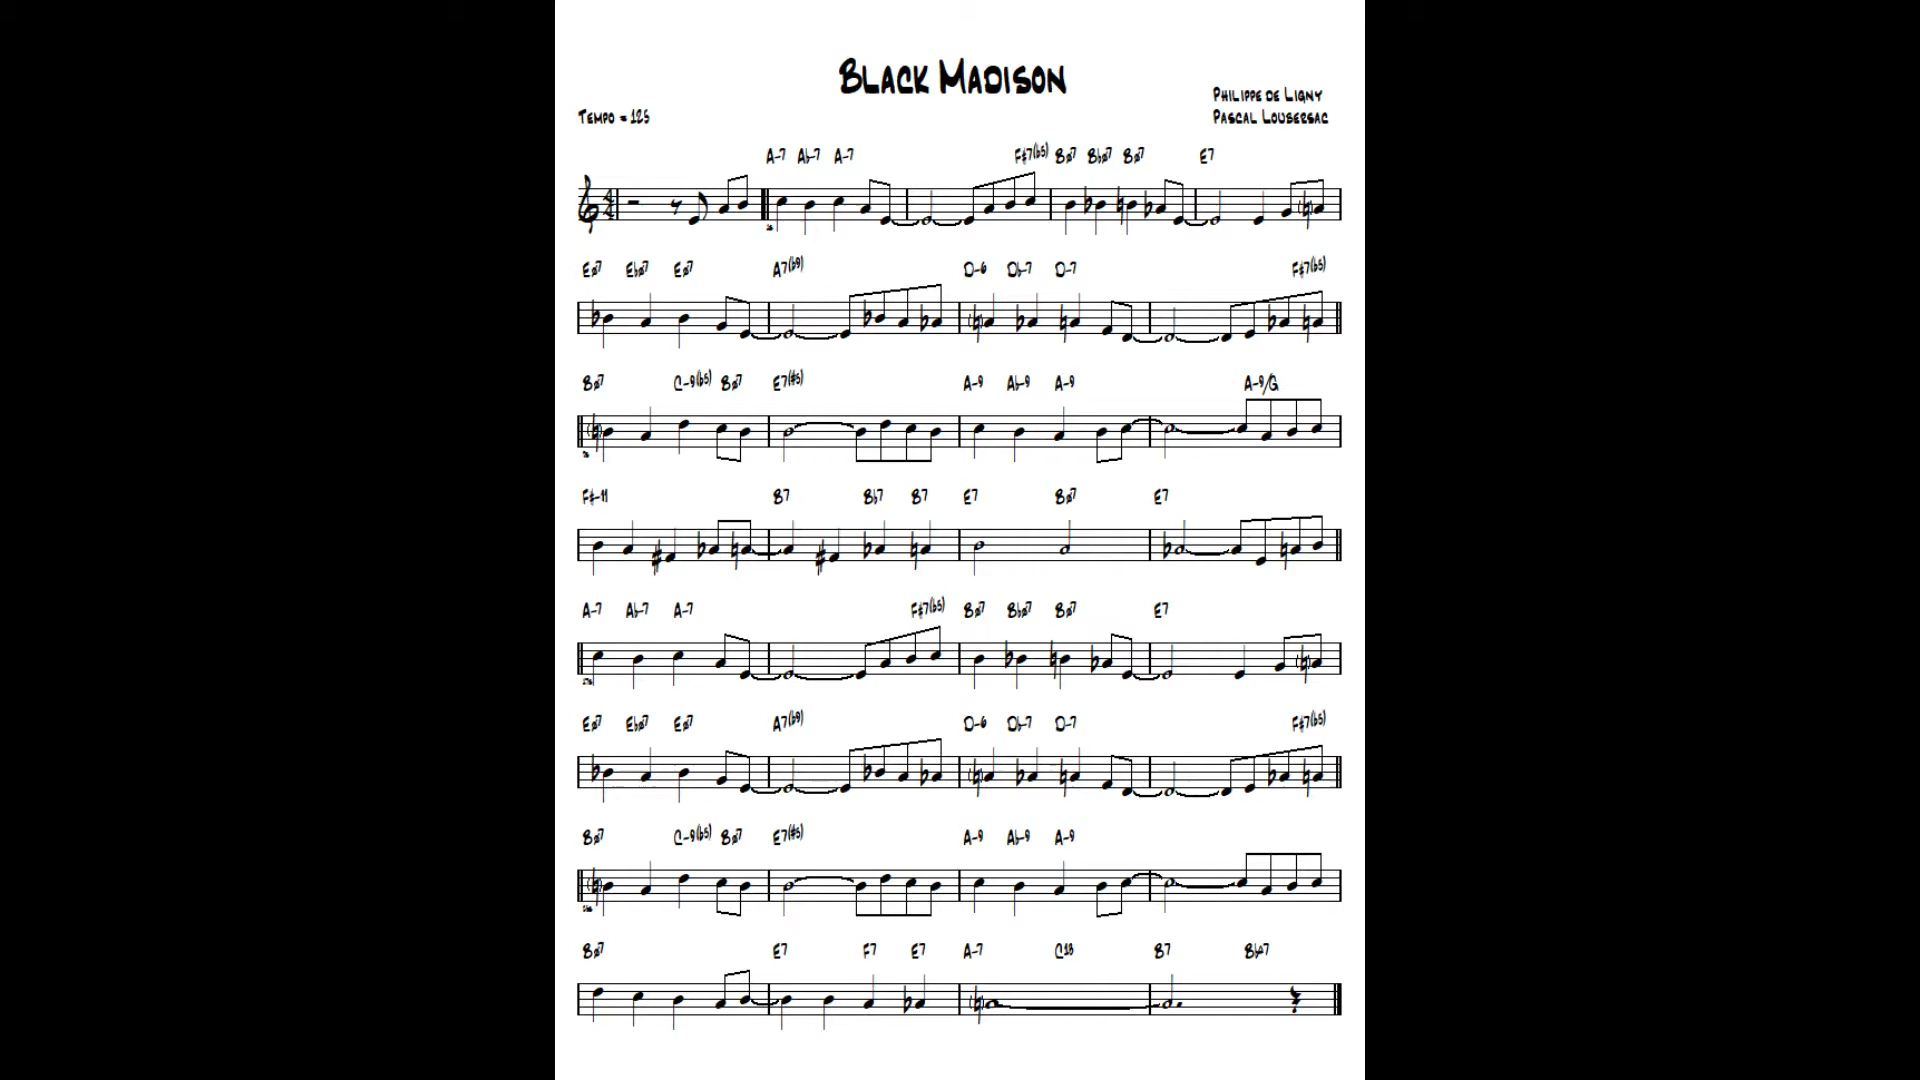 Black Madison
Philippe de Ligny
Tempo = 125
Pascal Lousersac
A-7 Ab-7 A-7 F#7(b5) Bø7 Bbø7 Bø7 E7
4
4
Eø7 Ebø7 Eø7 A7(b9) D-6 Db-7 D-7 F#7(b5)
Bø7 C-9(b5) Bø7 E7(#5) A-9 Ab-9 A-9 A-9/G
F#-11 B7 Bb7 B7 E7 Bø7 E7
A-7 Ab-7 A-7 F#7(b5) Bø7 Bbø7 Bø7 E7
Eø7 Ebø7 Eø7 A7(b9) D-6 Db-7 D-7 F#7(b5)
Bø7 C-9(b5) Bø7 E7(#5) A-9 Ab-9 A-9
Bø7 E7 F7 E7 A-7 C13 B7